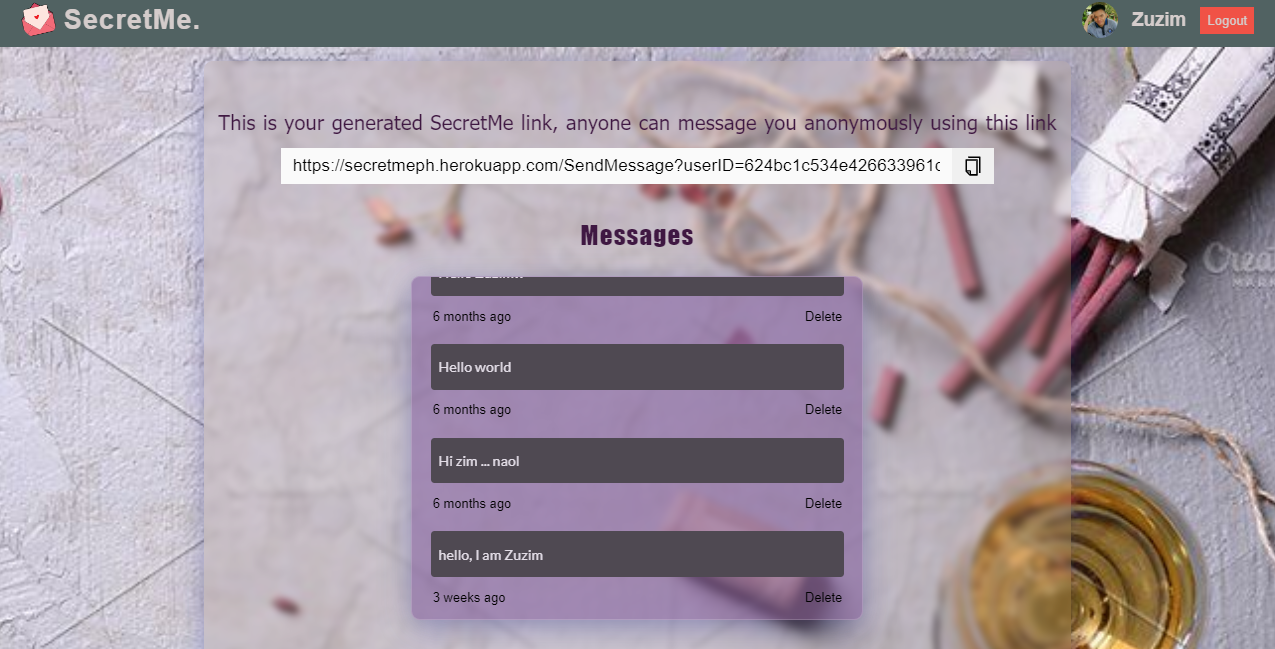 SecretMe.
Zuzim
Logout
This is your generated SecretMe link, anyone can message you anonymously using this link
https://secretmeph.herokuapp.com/SendMessage?userID=624bc1c534e426633961
Messages
6 months ago Delete
Hello world
6 months ago Delete
Hi zim ... naol
6 months ago Delete
hello, I am Zuzim
3 weeks ago Delete